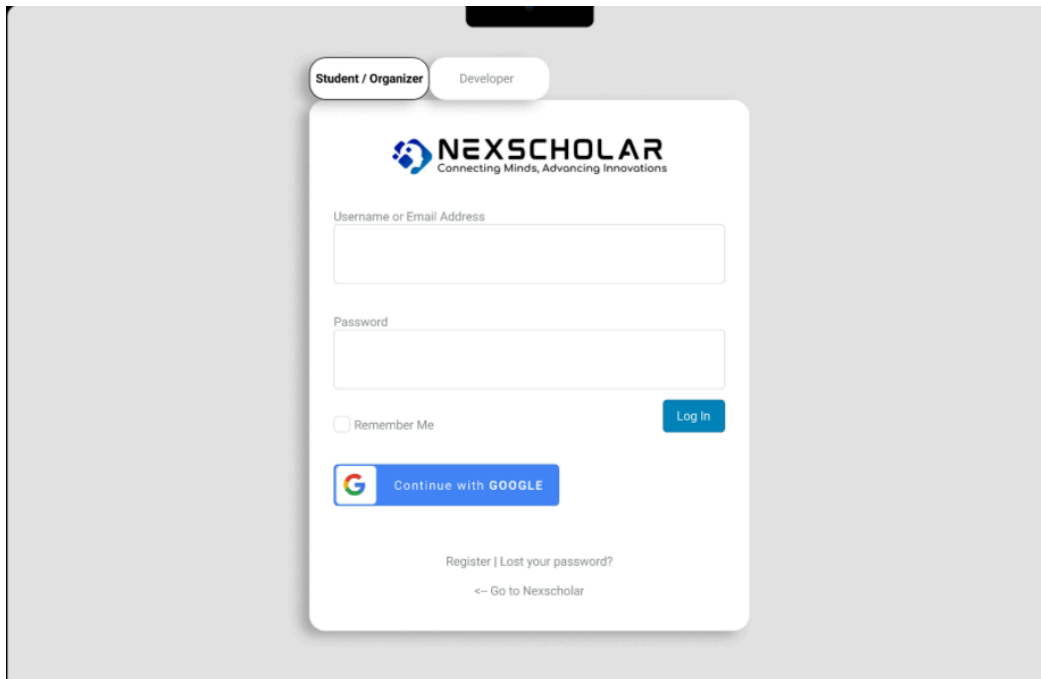 Student / Organizer
Developer
NEXSCHOLAR
Connecting Minds, Advancing Innovations
Username or Email Address
Password
Remember Me
Log In
G
Continue with GOOGLE
Register | Lost your password?
<-- Go to Nexscholar